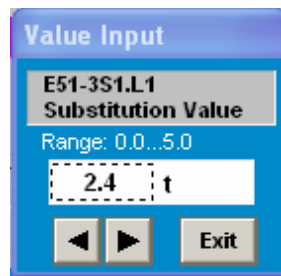 Value Input
E51-3S1.L1
Substitution Value
Range: 0.0...5.0
2.4 t
Exit